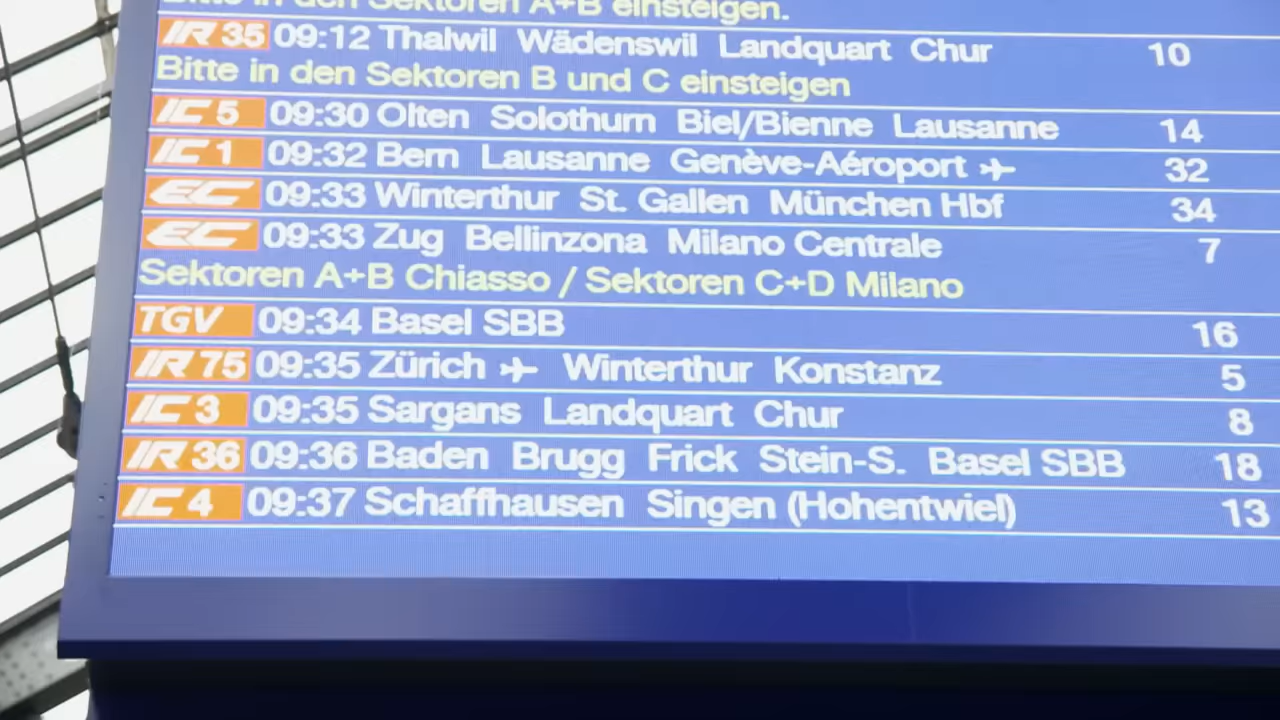 Bitte in den Sektoren A+B einsteigen.
IR 35 09:12 Thalwil Wädenswil Landquart Chur 10
Bitte in den Sektoren B und C einsteigen
IC 5 09:30 Olten Solothurn Biel/Bienne Lausanne 14
IC 1 09:32 Bern Lausanne Genève-Aéroport 32
EC 09:33 Winterthur St. Gallen München Hbf 34
EC 09:33 Zug Bellinzona Milano Centrale 7
Sektoren A+B Chiasso / Sektoren C+D Milano
TGV 09:34 Basel SBB 16
IR 75 09:35 Zürich Winterthur Konstanz 5
IC 3 09:35 Sargans Landquart Chur 8
IR 36 09:36 Baden Brugg Frick Stein-S. Basel SBB 18
IC 4 09:37 Schaffhausen Singen (Hohentwiel) 13